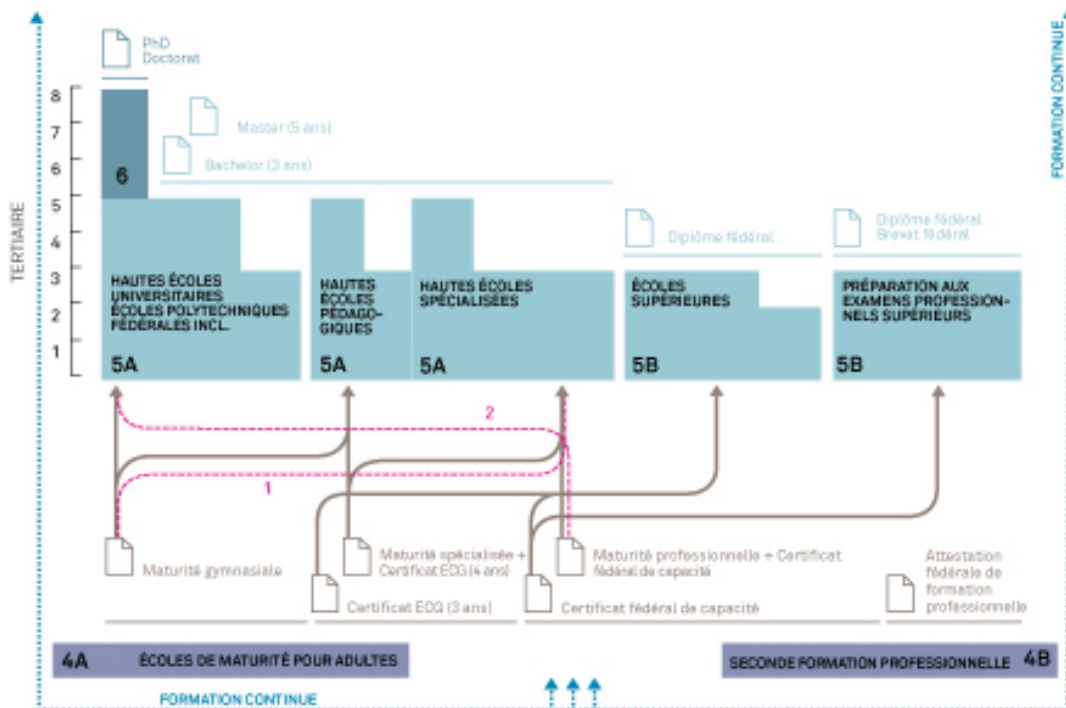 PhD
Doctorat
FORMATION CONTINUE
8
7
6
5
4
3
2
1
TERTIAIRE
Master (5 ans)
Bachelor (3 ans)
6
Diplôme fédéral
Diplôme fédéral
Brevet fédéral
HAUTES ÉCOLES
UNIVERSITAIRES
ÉCOLES POLYTECHNIQUES
FÉDÉRALES INCL.
5A
HAUTES
ÉCOLES
PÉDAGO-
GIQUES
5A
HAUTES ÉCOLES
SPÉCIALISÉES
5A
ÉCOLES
SUPÉRIEURES
5B
PRÉPARATION AUX
EXAMENS PROFESSION-
NELS SUPÉRIEURS
5B
2
1
Maturité gymnasiale
Maturité spécialisée +
Certificat ECG (4 ans)
Maturité professionnelle + Certificat
fédéral de capacité
Attestation
fédérale de
formation
professionnelle
Certificat ECG (3 ans)
Certificat fédéral de capacité
4A ÉCOLES DE MATURITÉ POUR ADULTES
SECONDE FORMATION PROFESSIONNELLE 4B
FORMATION CONTINUE